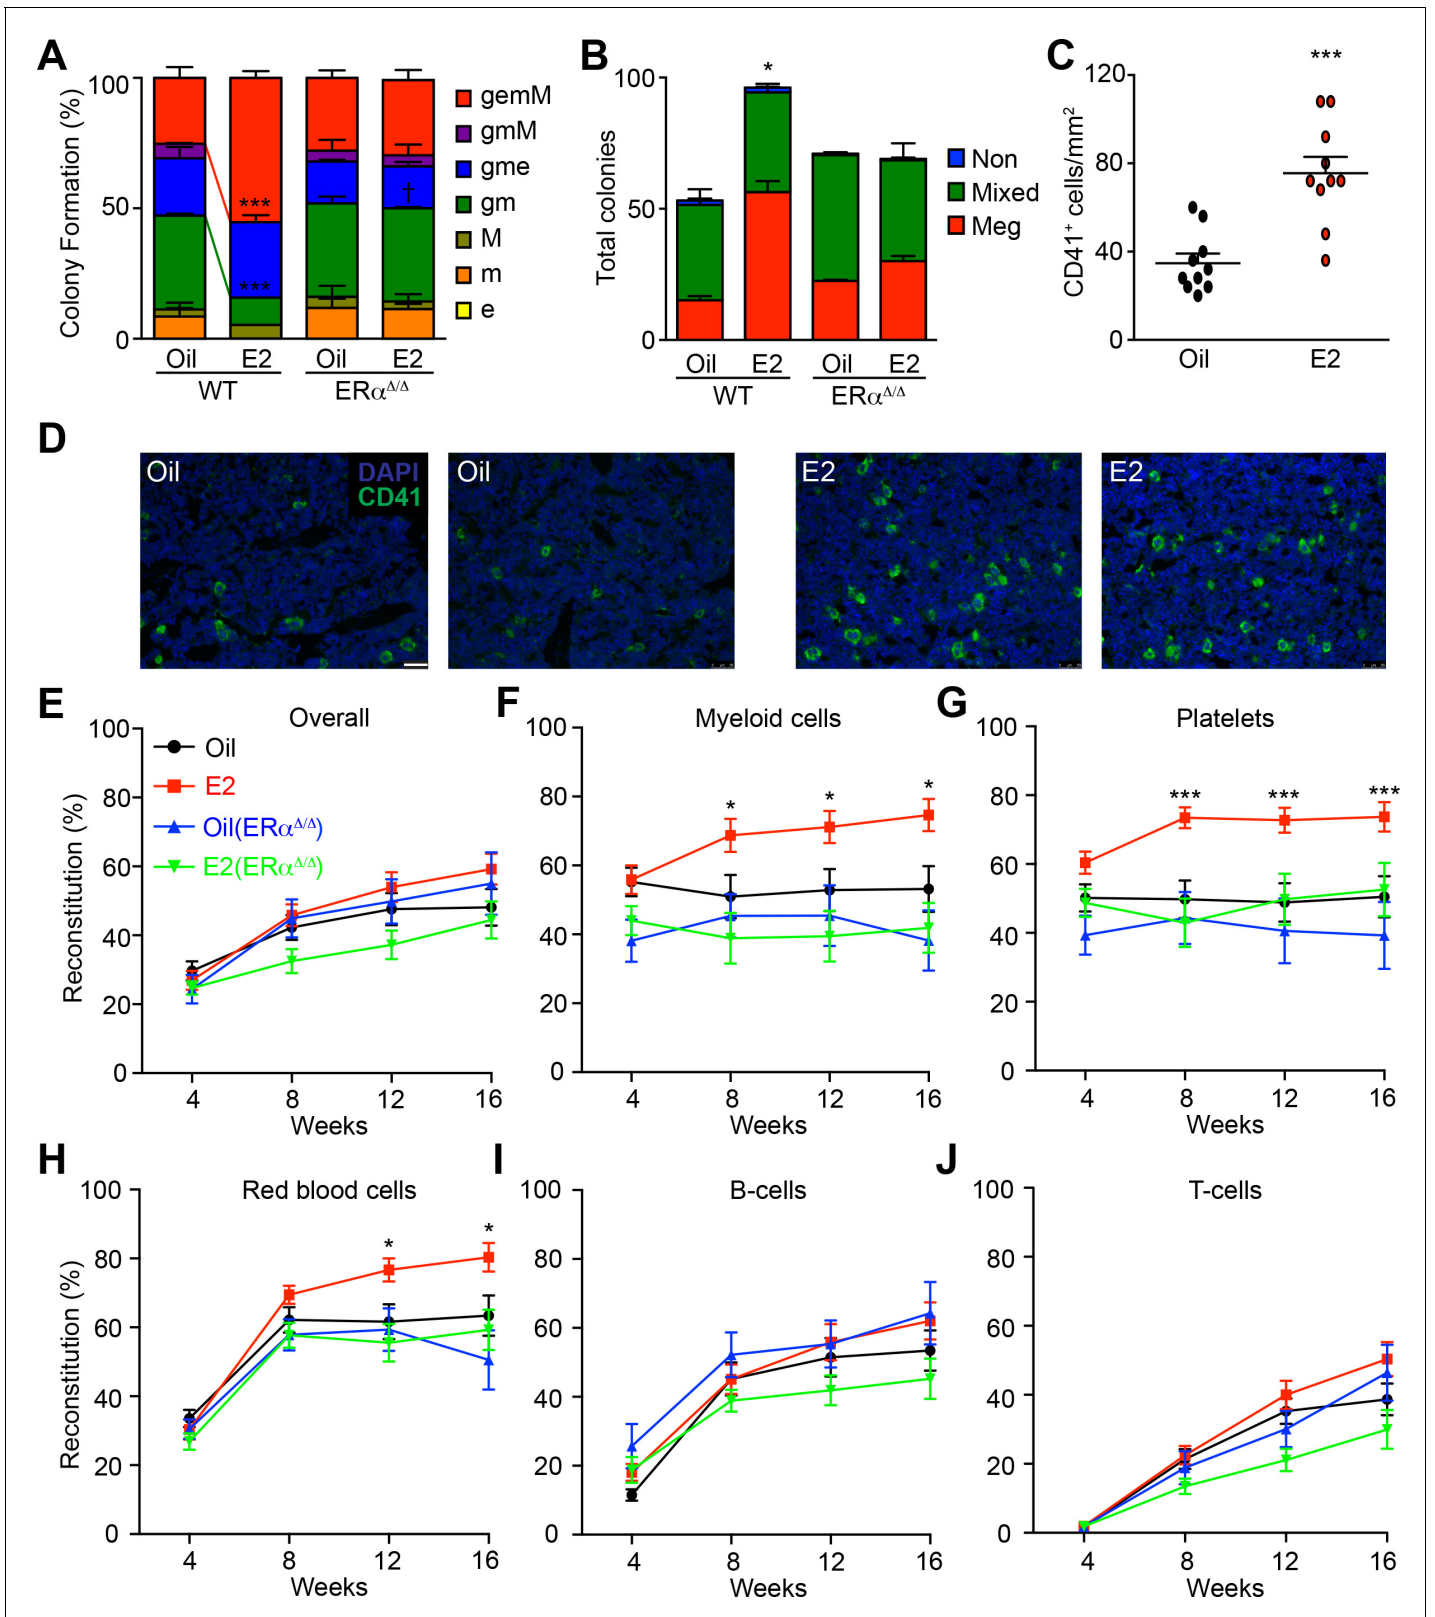 A
Colony Formation (%)
100
50
0
***
***
†
Oil E2 Oil E2
WT ERαΔ/Δ
gemM
gmM
gme
gm
M
m
e
B
Total colonies
100
50
0
*
Oil E2 Oil E2
WT ERαΔ/Δ
Non
Mixed
Meg
C
CD41+ cells/mm2
120
80
40
0
***
Oil E2
D
Oil DAPI
CD41
Oil
E2
E2
E
Overall
Reconstitution (%)
100
80
60
40
20
0
Oil
E2
Oil(ERαΔ/Δ)
E2(ERαΔ/Δ)
4 8 12 16
Weeks
F
Myeloid cells
100
80
60
40
20
0
* * *
4 8 12 16
Weeks
G
Platelets
100
80
60
40
20
0
*** *** ***
4 8 12 16
Weeks
H
Red blood cells
Reconstitution (%)
100
80
60
40
20
0
* *
4 8 12 16
Weeks
I
B-cells
100
80
60
40
20
0
4 8 12 16
Weeks
J
T-cells
100
80
60
40
20
0
4 8 12 16
Weeks